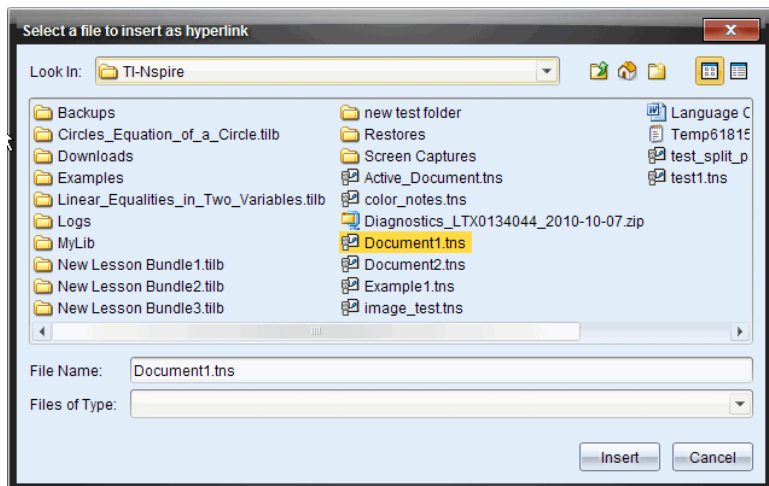 Select a file to insert as hyperlink
Look In: TI-Nspire
Backups
Circles_Equation_of_a_Circle.tilb
Downloads
Examples
Linear_Equalities_in_Two_Variables.tilb
Logs
MyLib
New Lesson Bundle1.tilb
New Lesson Bundle2.tilb
New Lesson Bundle3.tilb
new test folder
Restores
Screen Captures
Active_Document.tns
color_notes.tns
Diagnostics_LTX0134044_2010-10-07.zip
Document1.tns
Document2.tns
Example1.tns
image_test.tns
Language C
Temp61815
test_split_p
test1.tns
File Name: Document1.tns
Files of Type:
Insert Cancel